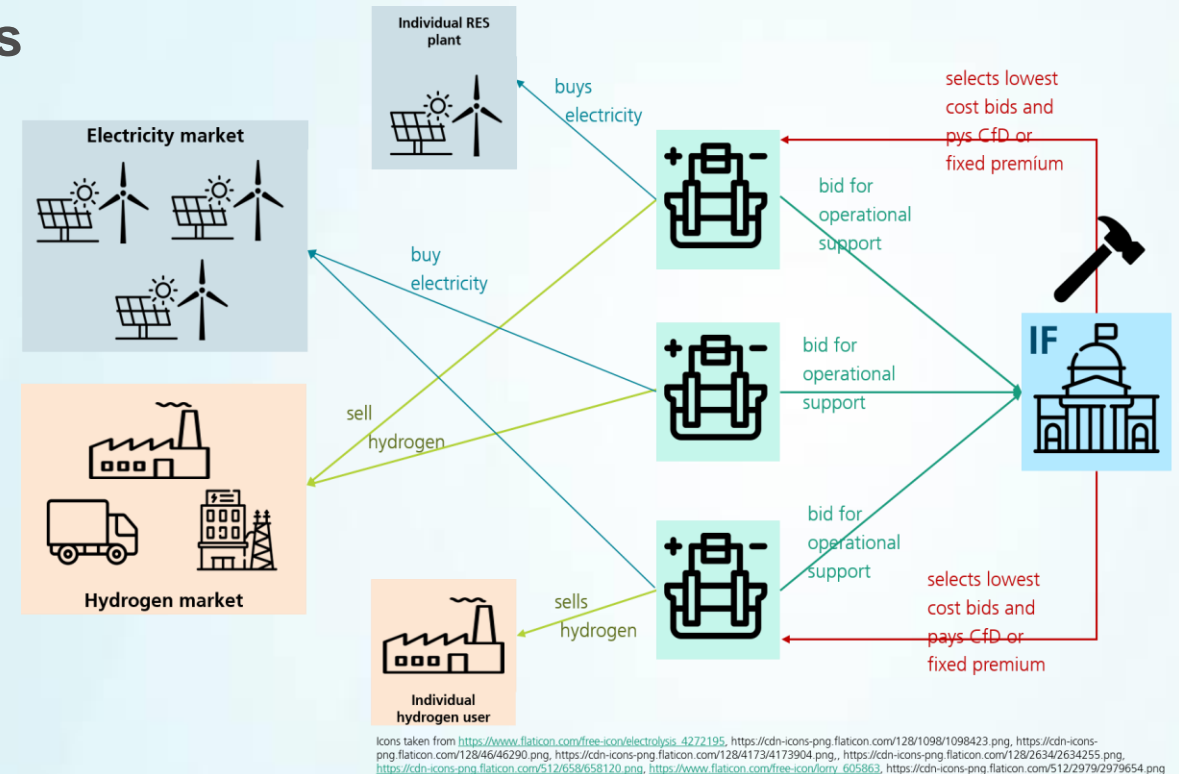 s
Individual RES
plant
Electricity market
buys
electricity
selects lowest
cost bids and
pys CfD or
fixed premíum
bid for
operational
support
buy
electricity
IF
bid for
operational
support
sell
hydrogen
bid for
operational
support
Hydrogen market
sells
hydrogen
selects lowest
cost bids and
pays CfD or
fixed premium
Individual
hydrogen user
Icons taken from https://www.flaticon.com/free-icon/electrolysis_4272195, https://cdn-icons-png.flaticon.com/128/1098/1098423.png, https://cdn-icons-
png.flaticon.com/128/46/46290.png, https://cdn-icons-png.flaticon.com/128/4173/4173904.png,, https://cdn-icons-png.flaticon.com/128/2634/2634255.png,
https://cdn-icons-png.flaticon.com/512/658/658120.png, https://www.flaticon.com/free-icon/lorry_605863, https://cdn-icons-png.flaticon.com/512/2979/2979654.png